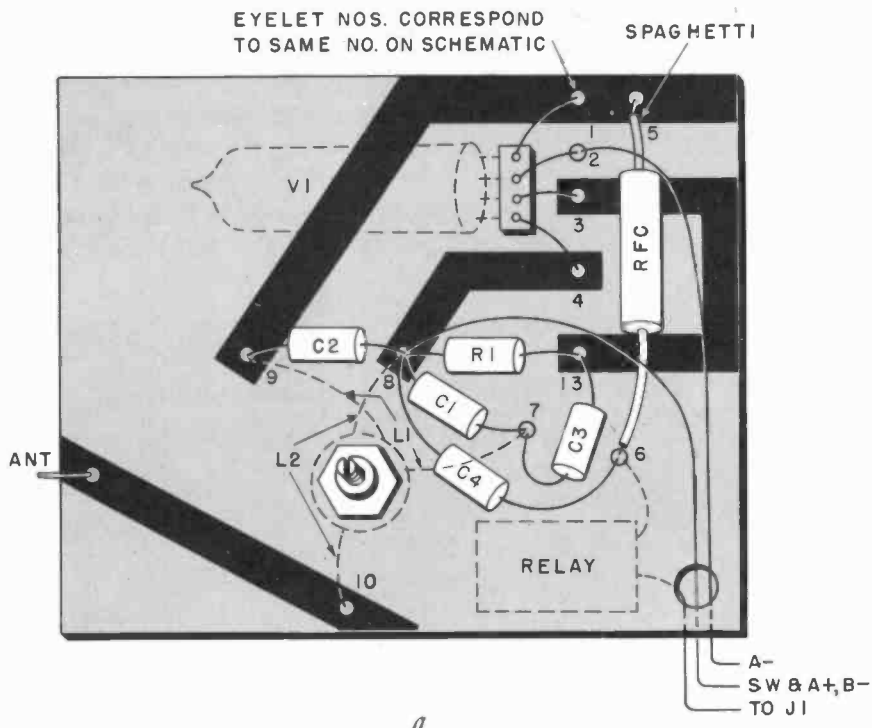 EYELET NOS. CORRESPOND
TO SAME NO. ON SCHEMATIC
SPAGHETTI
1
5
2
V1
3
RFC
4
C2
R1
9
8
13
C1
7
C3
L1
6
ANT
L2
C4
RELAY
10
A-
SW & A+, B-
TO J1
a